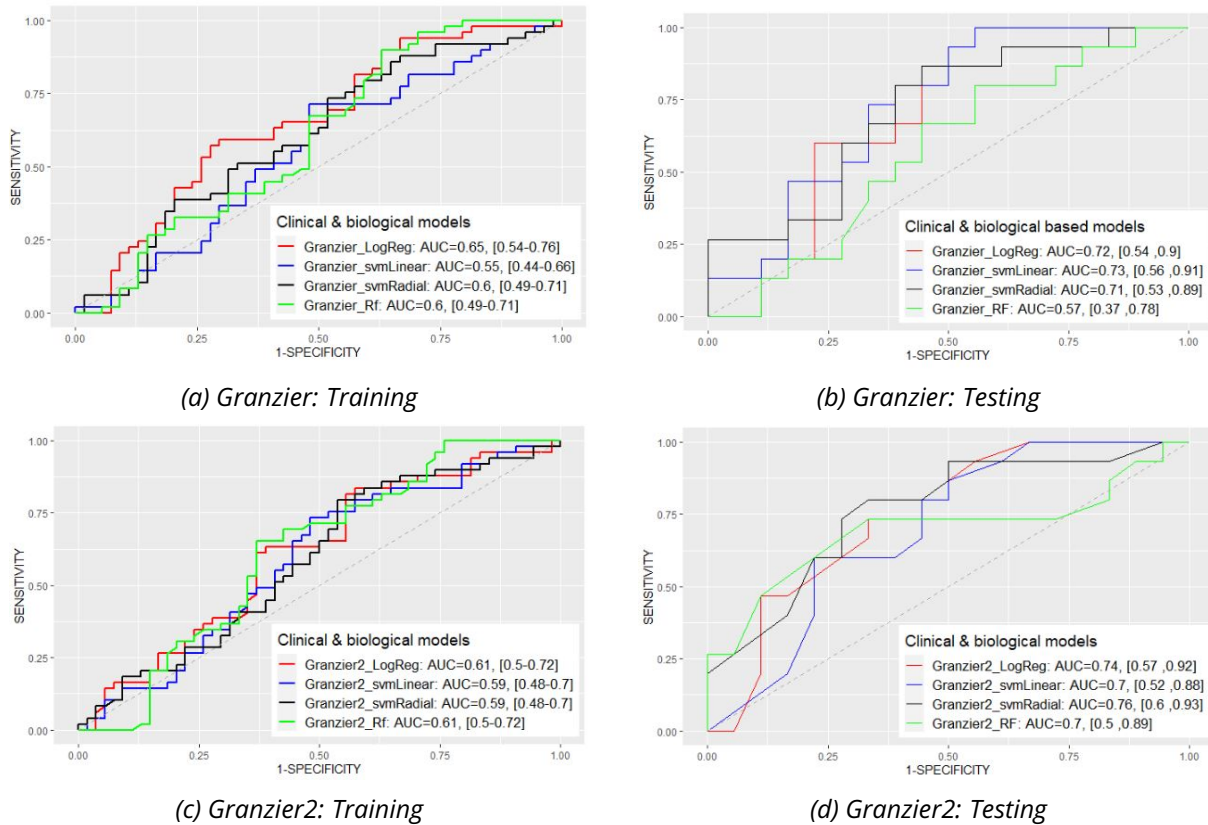 1.00
0.75
0.50
0.25
0.00
SENSITIVITY
Clinical & biological models
Granzier_LogReg: AUC=0.65, [0.54-0.76]
Granzier_svmLinear: AUC=0.55, [0.44-0.66]
Granzier_svmRadial: AUC=0.6, [0.49-0.71]
Granzier_Rf: AUC=0.6, [0.49-0.71]
0.00 0.25 0.50 0.75 1.00
1-SPECIFICITY
(a) Granzier: Training
1.00
0.75
0.50
0.25
0.00
SENSITIVITY
Clinical & biological based models
Granzier_LogReg: AUC=0.72, [0.54 ,0.9]
Granzier_svmLinear: AUC=0.73, [0.56 ,0.91]
Granzier_svmRadial: AUC=0.71, [0.53 ,0.89]
Granzier_RF: AUC=0.57, [0.37 ,0.78]
0.00 0.25 0.50 0.75 1.00
1-SPECIFICITY
(b) Granzier: Testing
1.00
0.75
0.50
0.25
0.00
SENSITIVITY
Clinical & biological models
Granzier2_LogReg: AUC=0.61, [0.5-0.72]
Granzier2_svmLinear: AUC=0.59, [0.48-0.7]
Granzier2_svmRadial: AUC=0.59, [0.48-0.7]
Granzier2_Rf: AUC=0.61, [0.5-0.72]
0.00 0.25 0.50 0.75 1.00
1-SPECIFICITY
(c) Granzier2: Training
1.00
0.75
0.50
0.25
0.00
SENSITIVITY
Clinical & biological models
Granzier2_LogReg: AUC=0.74, [0.57 ,0.92]
Granzier2_svmLinear: AUC=0.7, [0.52 ,0.88]
Granzier2_svmRadial: AUC=0.76, [0.6 ,0.93]
Granzier2_RF: AUC=0.7, [0.5 ,0.89]
0.00 0.25 0.50 0.75 1.00
1-SPECIFICITY
(d) Granzier2: Testing